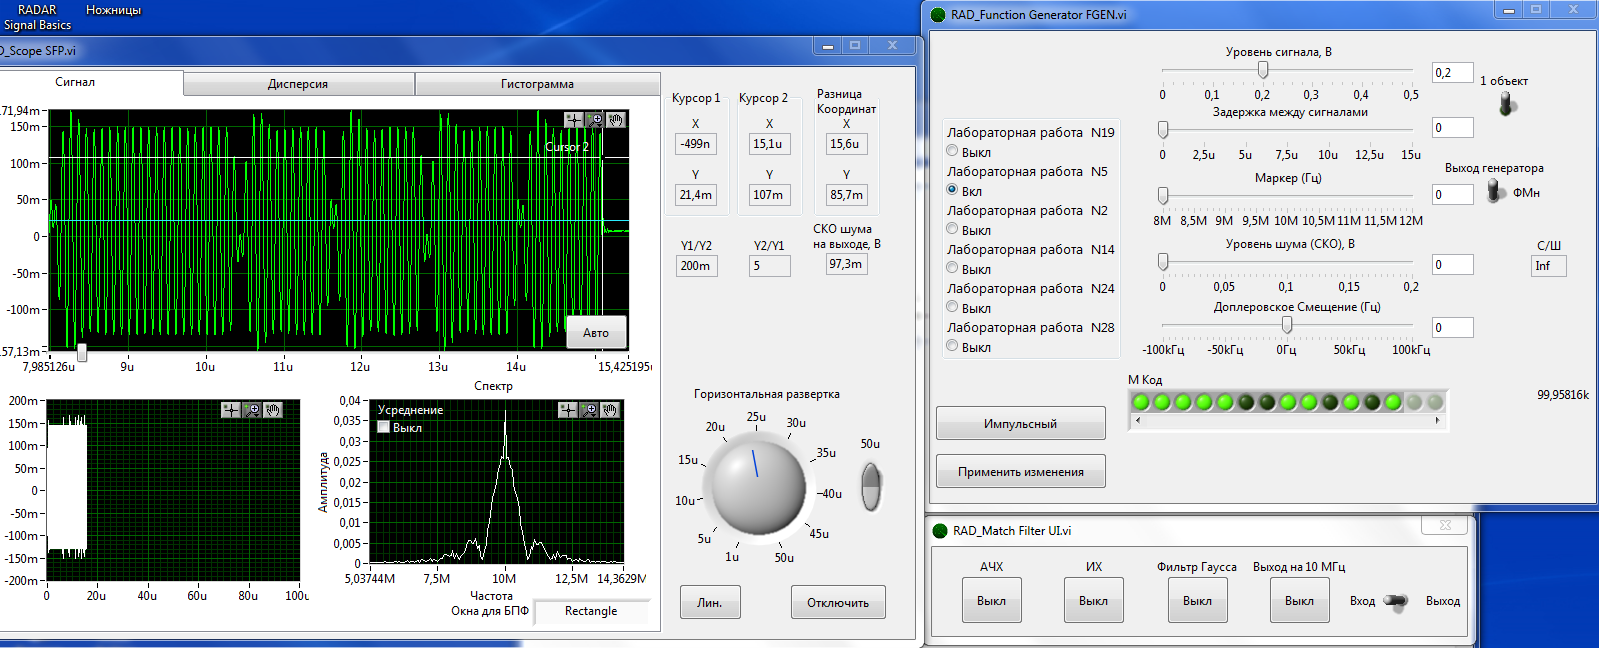 RADAR
Signal Basics
Ножницы
D_Scope SFP.vi
Сигнал
Дисперсия
Гистограмма
171,94m
150m
100m
50m
0
-50m
-100m
157,13m
Cursor 2
Авто
7,985126u 9u 10u 11u 12u 13u 14u 15,425195
Курсор 1
X
-499n
Y
21,4m
Курсор 2
X
15,1u
Y
107m
Разница
Координат
X
15,6u
Y
85,7m
Y1/Y2
200m
Y2/Y1
5
СКО шума
на выходе, В
97,3m
200m
150m
100m
50m
0
-50m
-100m
-150m
-200m
0 20u 40u 60u 80u 100u
Спектр
Амплитуда
0,04
0,035
0,03
0,025
0,02
0,015
0,01
0,005
0
Усреднение
Выкл
5,03744M 7,5M 10M 12,5M 14,3629M
Частота
Окна для БПФ
Rectangle
Горизонтальная развертка
1u 5u 10u 15u 20u 25u 30u 35u 40u 45u 50u
50u
Лин.
Отключить
RAD_Function Generator FGEN.vi
Лабораторная работа N19
Выкл
Лабораторная работа N5
Вкл
Лабораторная работа N2
Выкл
Лабораторная работа N14
Выкл
Лабораторная работа N24
Выкл
Лабораторная работа N28
Выкл
Импульсный
Применить изменения
Уровень сигнала, В
0 0,1 0,2 0,3 0,4 0,5
0,2
1 объект
Задержка между сигналами
0 2,5u 5u 7,5u 10u 12,5u 15u
0
Маркер (Гц)
8M 8,5M 9M 9,5M 10M 10,5M 11M 11,5M 12M
0
Выход генератора
ФМн
Уровень шума (СКО), В
0 0,05 0,1 0,15 0,2
0
С/Ш
Inf
Доплеровское Смещение (Гц)
-100кГц -50кГц 0Гц 50кГц 100кГц
0
М Код
99,95816k
RAD_Match Filter UI.vi
АЧХ
Выкл
ИХ
Выкл
Фильтр Гаусса
Выкл
Выход на 10 МГц
Выкл
Вход
Выход